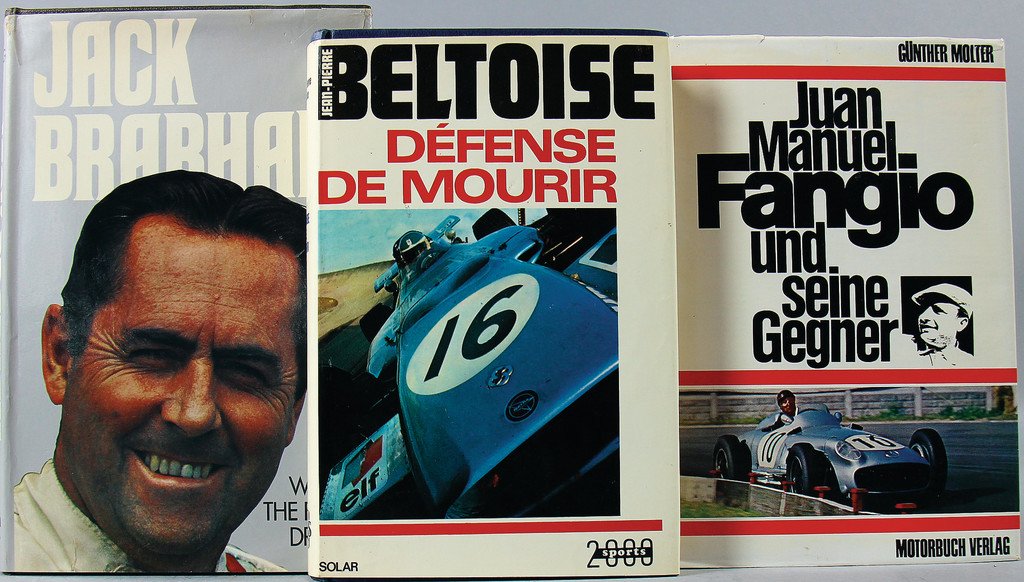 JACK
BRABHA
W
THE
DR
JEAN-PIERRE
BELTOISE
DÉFENSE
DE MOURIR
16
elf
SOLAR
2000
sports
GÜNTHER MOLTER
Juan
Manuel
Fangio
und
seine
Gegner
10
MOTORBUCH VERLAG